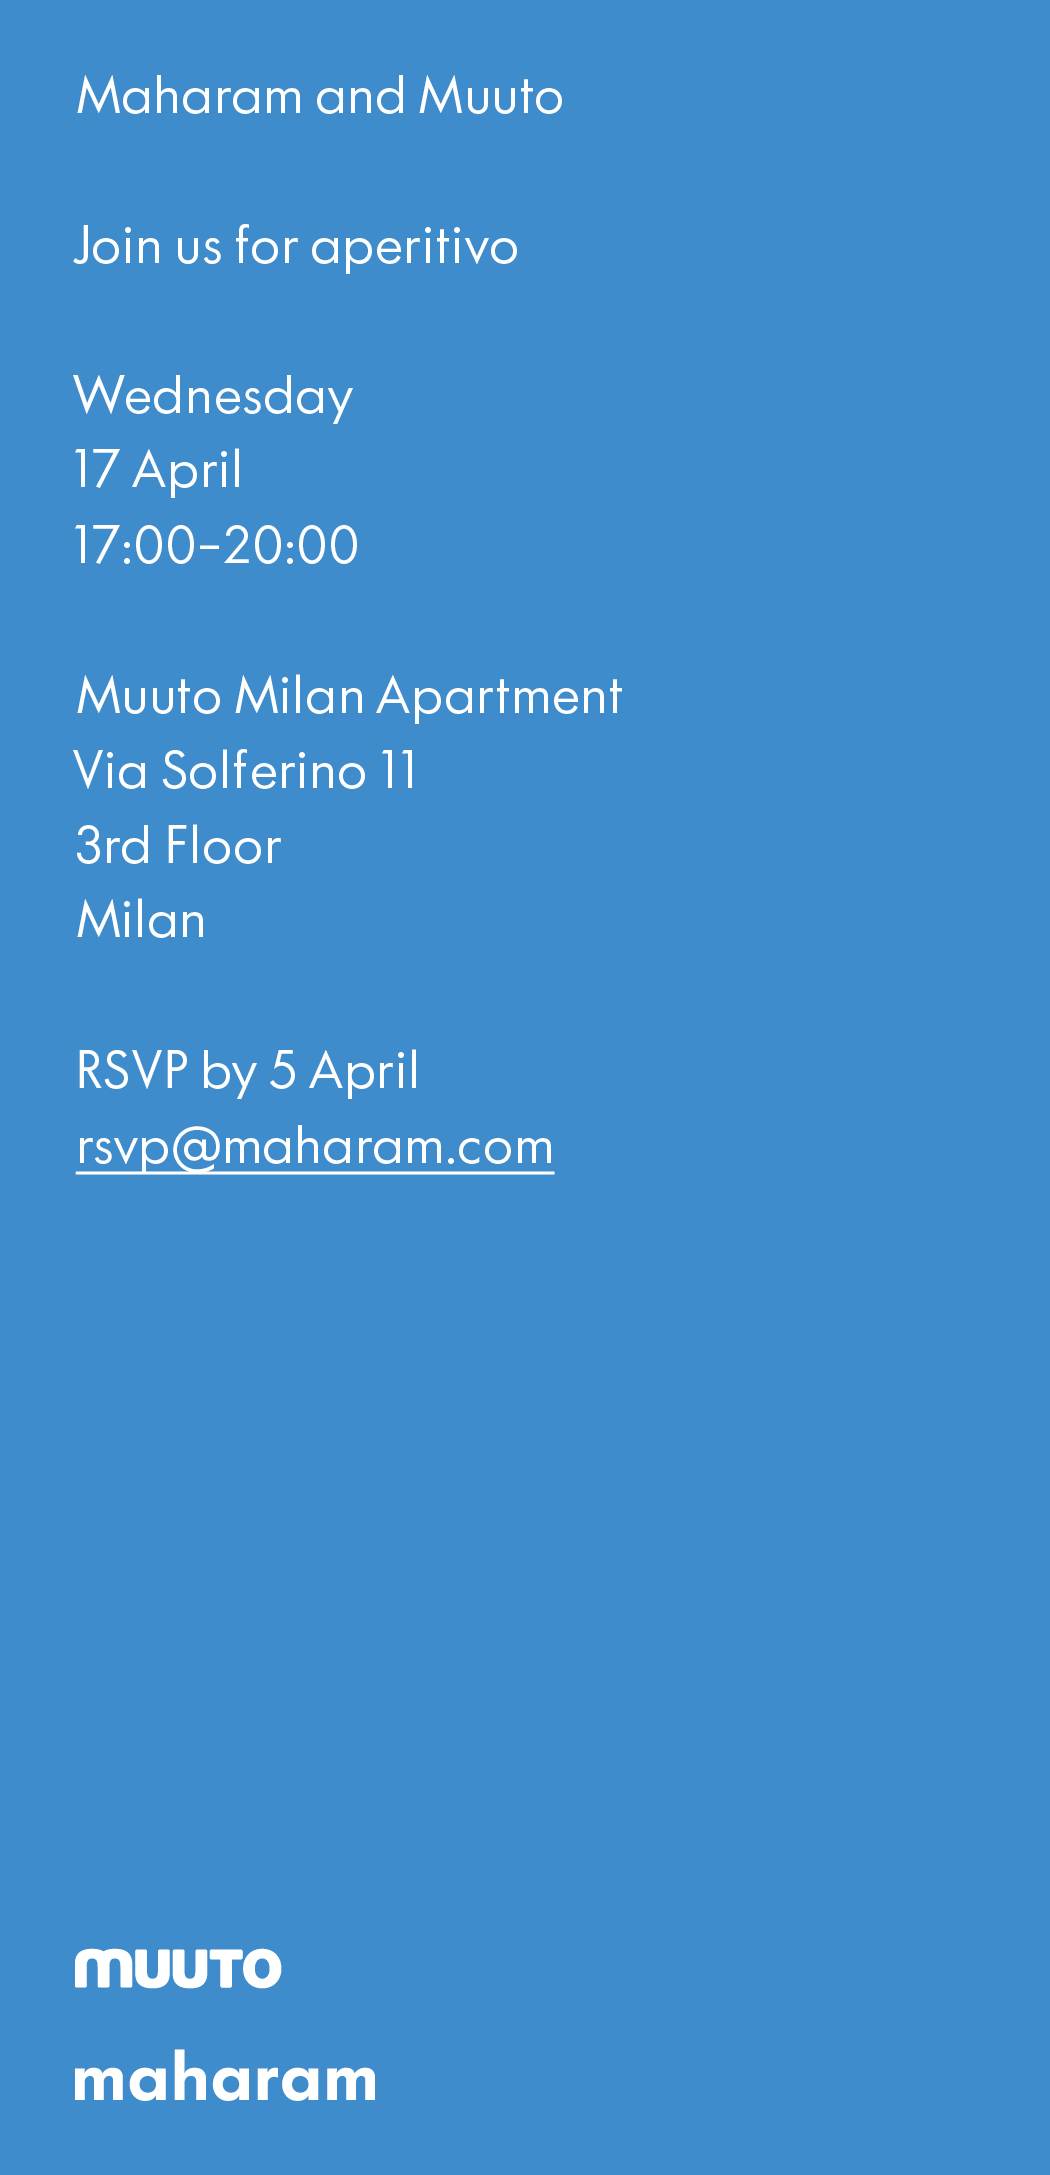 Maharam and Muuto
Join us for aperitivo
Wednesday
17 April
17:00–20:00
Muuto Milan Apartment
Via Solferino 11
3rd Floor
Milan
RSVP by 5 April
rsvp@maharam.com
muuto
maharam